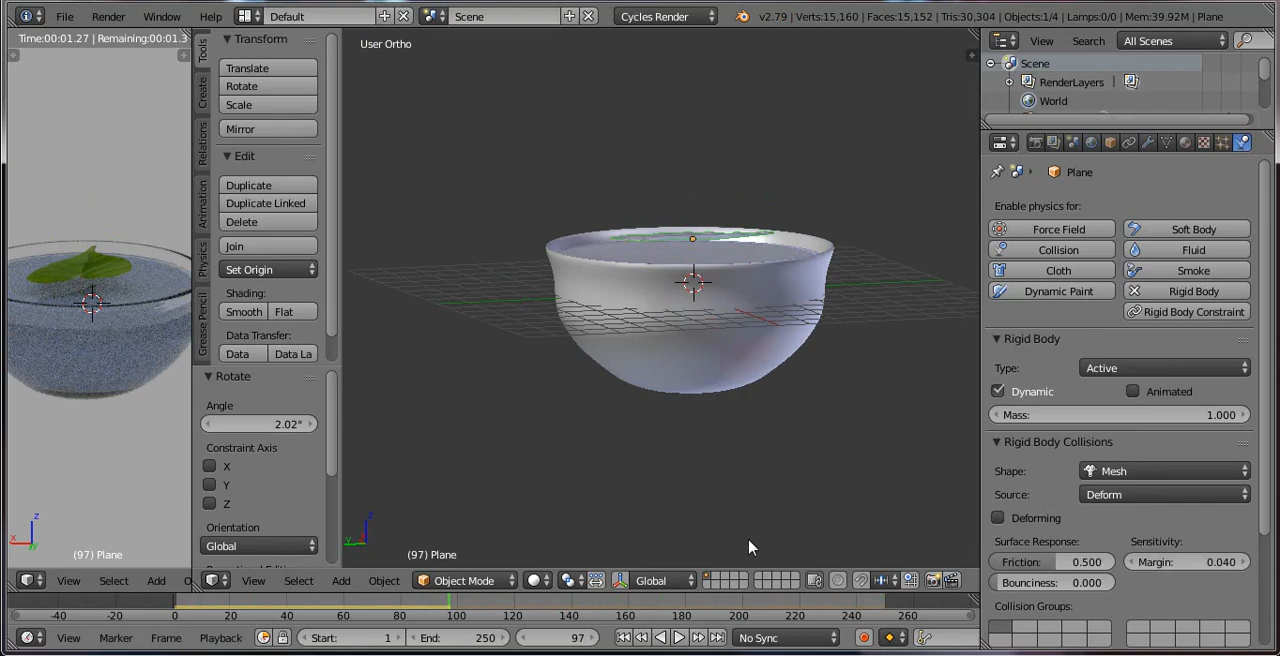 File Render Window Help Default Scene Cycles Render v2.79 | Verts:15,160 | Faces:15,152 | Tris:30,304 | Objects:1/4 | Lamps:0/0 | Mem:39.92M | Plane
Time:00:01.27 | Remaining:00:01.3
User Ortho
Tools
Create
Relations
Animation
Physics
Grease Pencil
Transform
Translate
Rotate
Scale
Mirror
Edit
Duplicate
Duplicate Linked
Delete
Join
Set Origin
Shading:
Smooth Flat
Data Transfer:
Data Data La
Rotate
Angle
2.02°
Constraint Axis
X
Y
Z
Orientation
Global
z
x
y
(97) Plane
z
y
(97) Plane
View Search All Scenes
Scene
RenderLayers |
World
Plane
Enable physics for:
Force Field Soft Body
Collision Fluid
Cloth Smoke
Dynamic Paint Rigid Body
Rigid Body Constraint
Rigid Body
Type: Active
Dynamic Animated
Mass: 1.000
Rigid Body Collisions
Shape: Mesh
Source: Deform
Deforming
Surface Response: Sensitivity:
Friction: 0.500 Margin: 0.040
Bounciness: 0.000
Collision Groups:
View Select Add O
View Select Add Object Object Mode Global
-40 -20 0 20 40 60 80 100 120 140 160 180 200 220 240 260
View Marker Frame Playback Start: 1 End: 250 97 No Sync